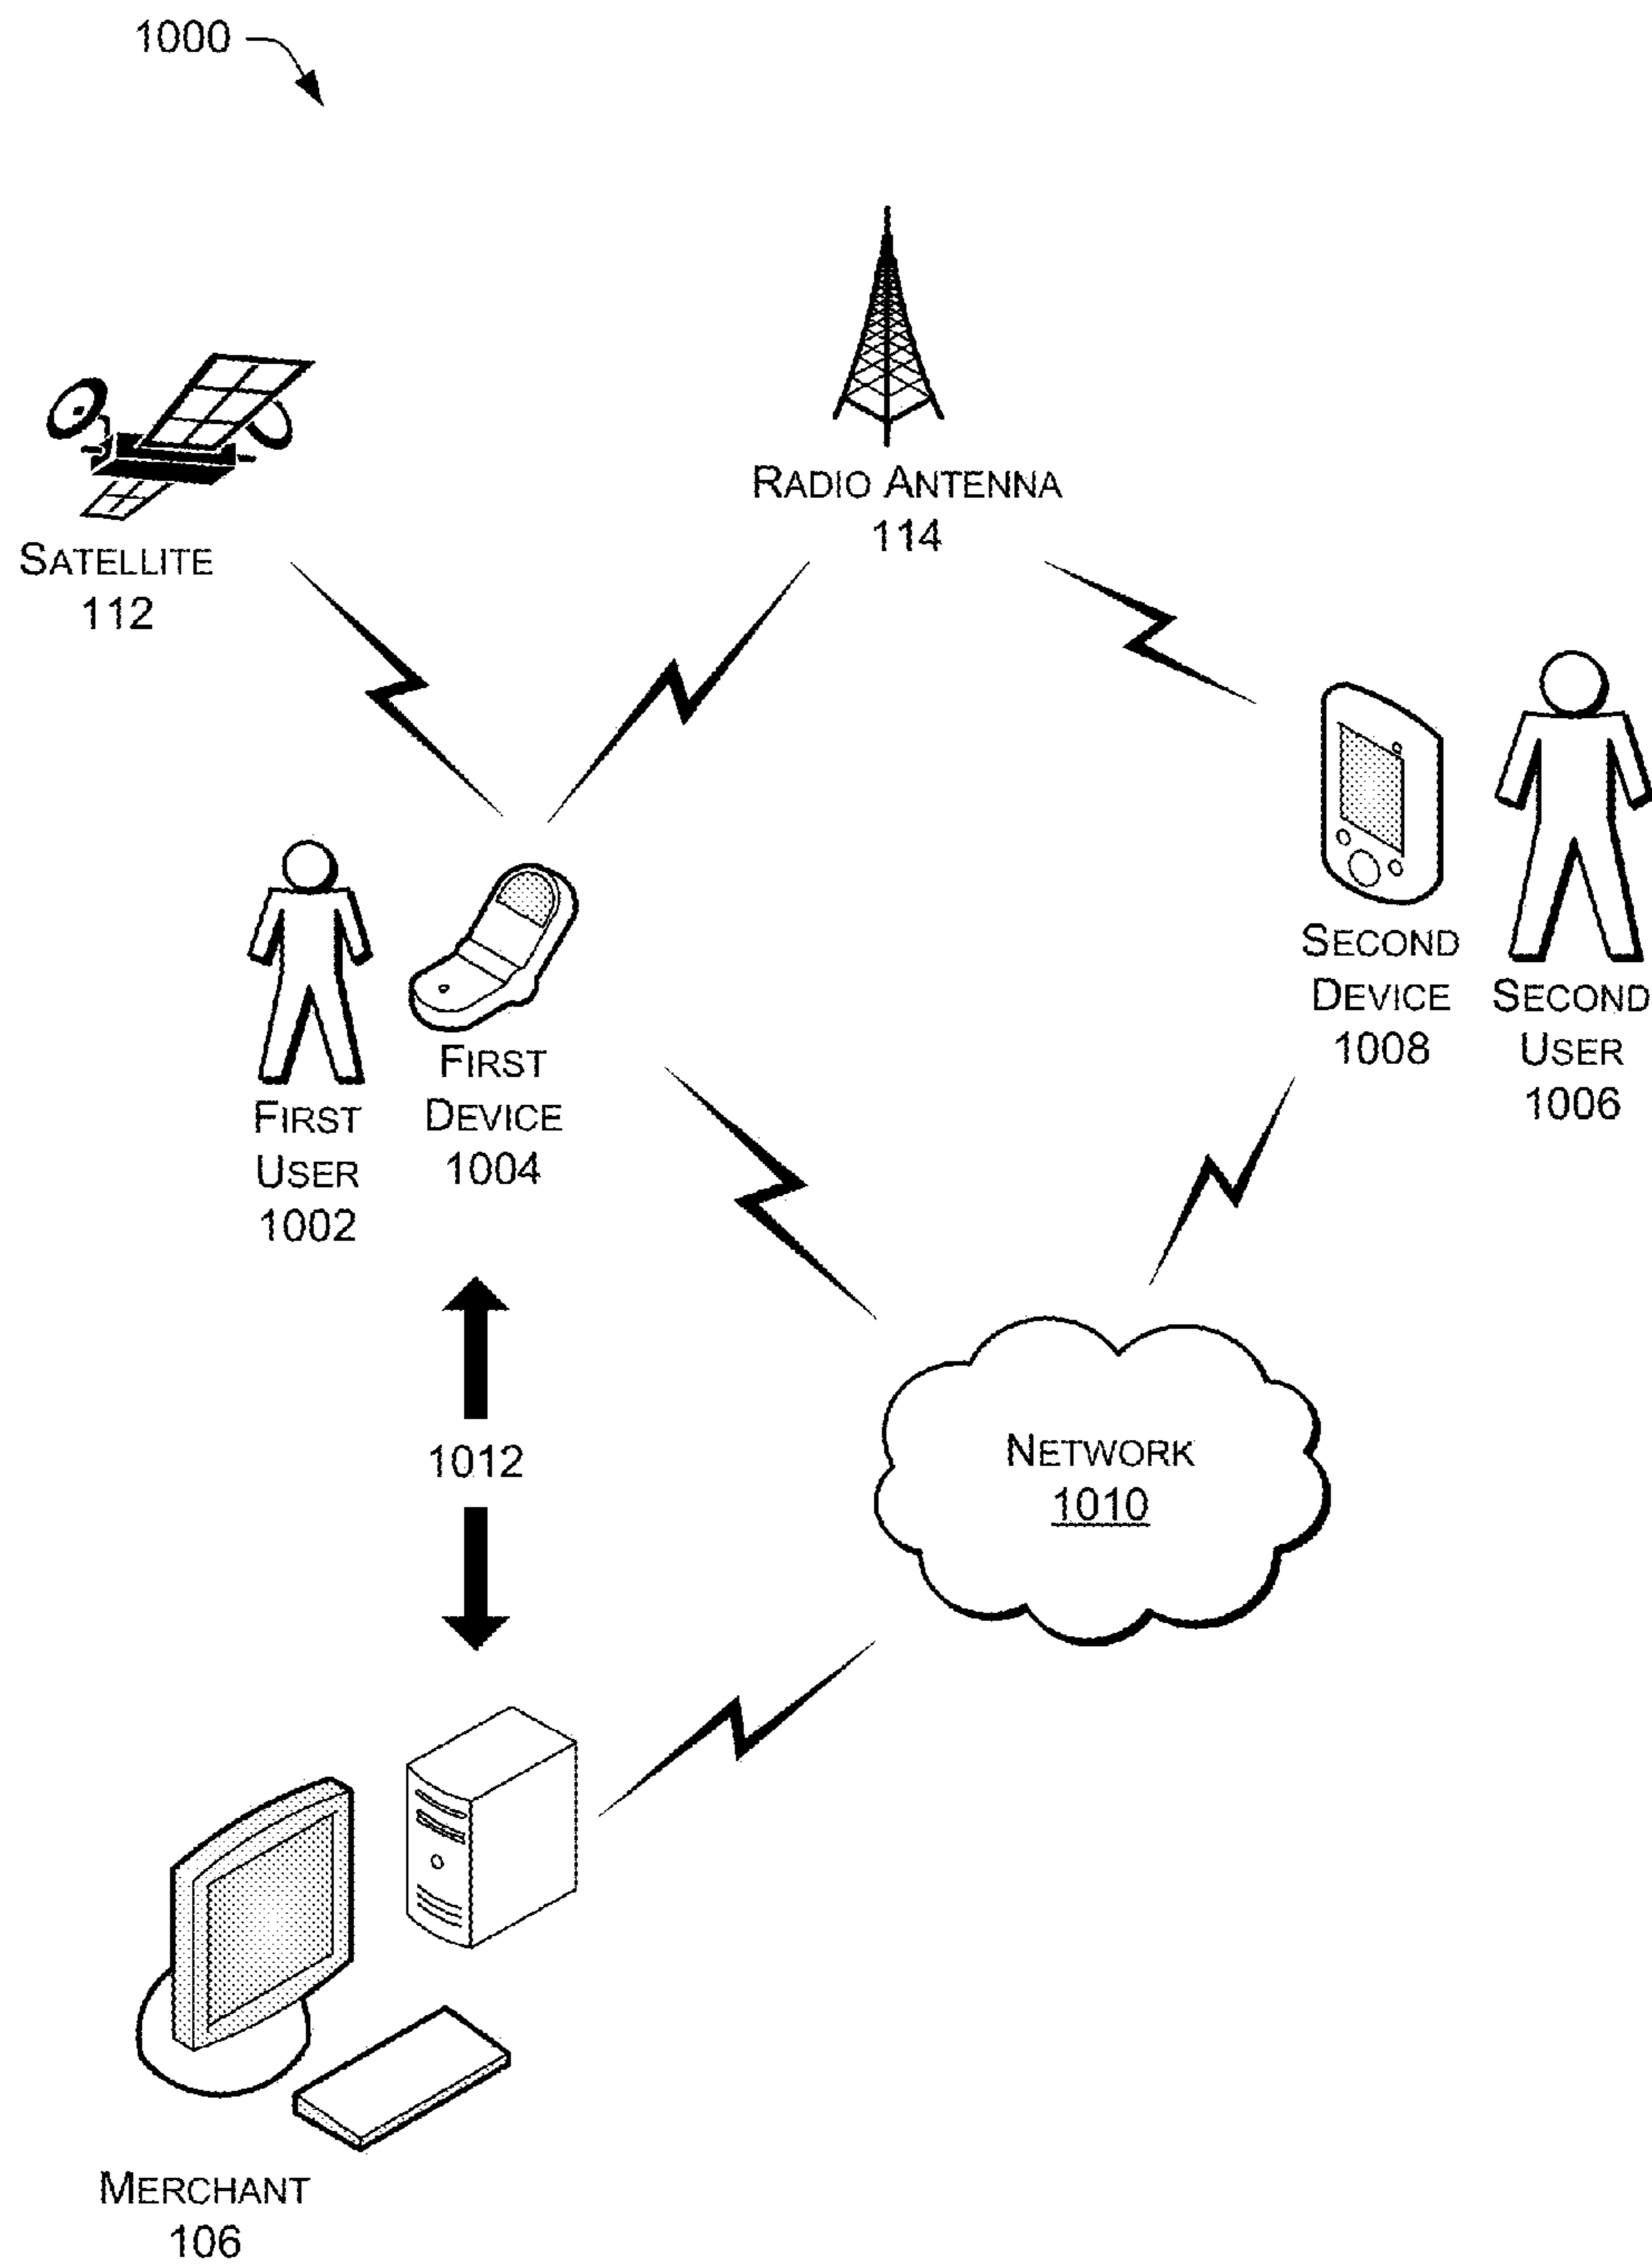 1000
RADIO ANTENNA
114
SATELLITE
112
SECOND
DEVICE
1008
SECOND
USER
1006
FIRST
DEVICE
1004
FIRST
USER
1002
1012
NETWORK
1010
MERCHANT
106